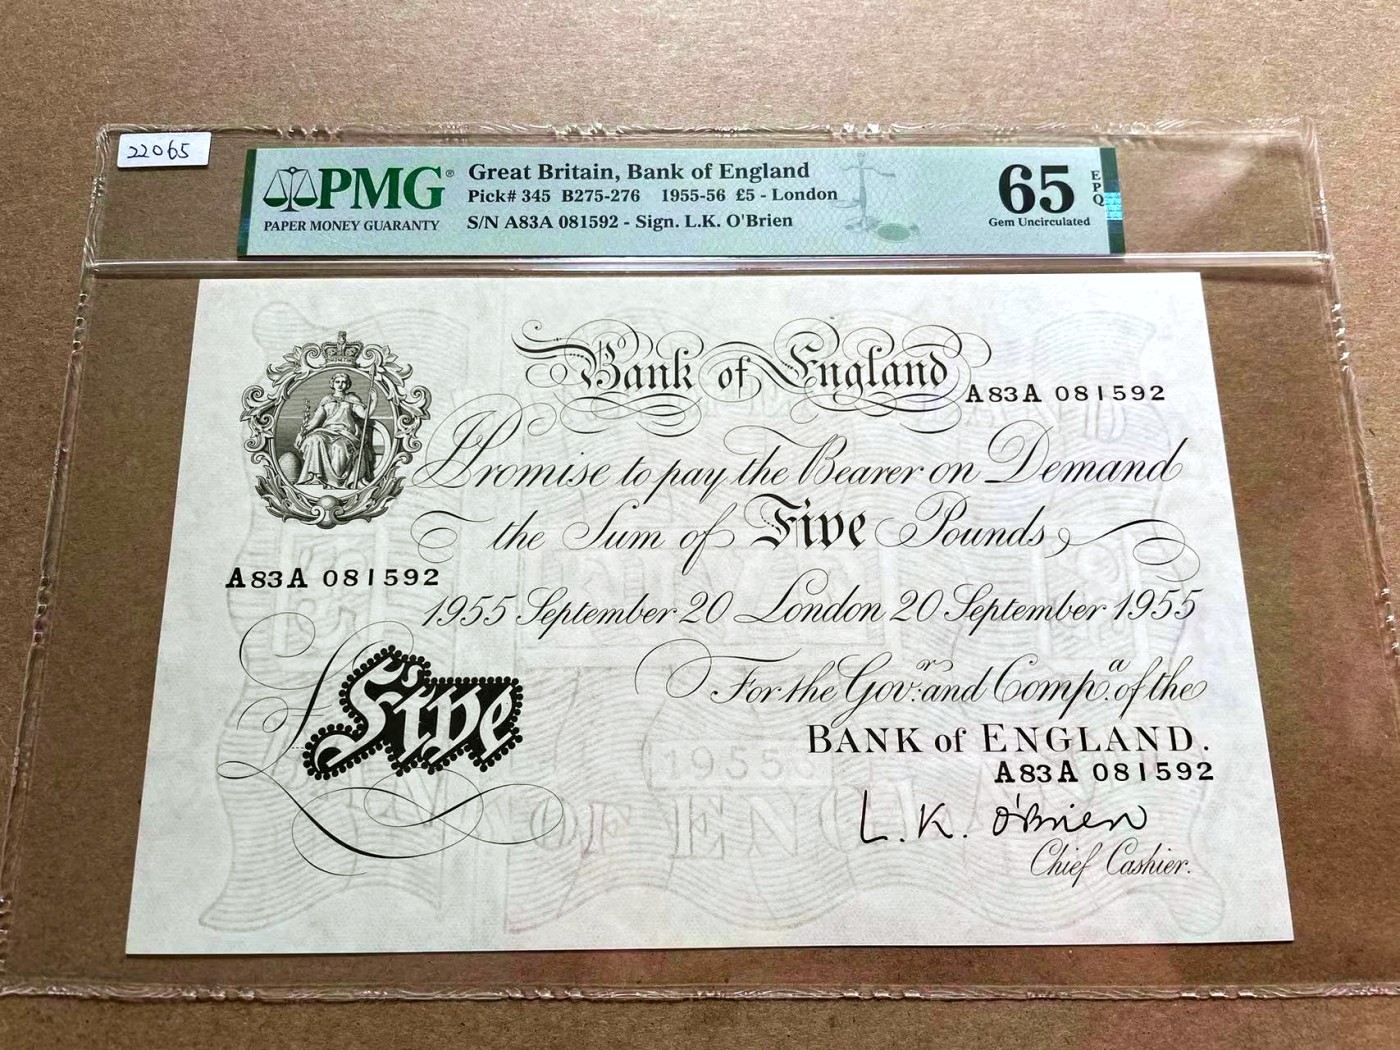 22065
PMG®
PAPER MONEY GUARANTY
Great Britain, Bank of England
Pick# 345 B275-276 1955-56 £5 - London
S/N A83A 081592 - Sign. L.K. O'Brien
65 EPQ
Gem Uncirculated
Bank of England
A83A 081592
I Promise to pay the Bearer on Demand
the Sum of Five Pounds
A83A 081592
1955 September 20 London 20 September 1955
For the Govr. and Compa. of the
BANK of ENGLAND.
A83A 081592
Five
1955
OF ENGLA
L.K. O'Brien
Chief Cashier.